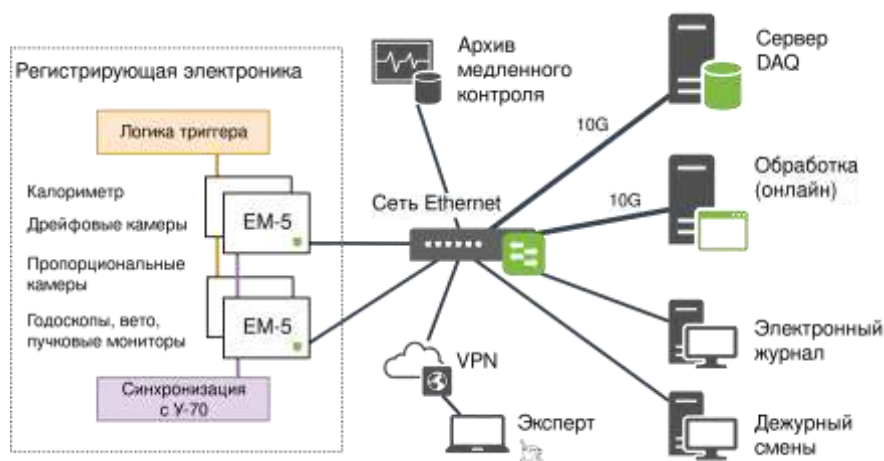 Регистрирующая электроника
Логика триггера
Калориметр
Дрейфовые камеры
Пропорциональные
камеры
Годоскопы, вето,
пучковые мониторы
EM-5
EM-5
Синхронизация
с У-70
Архив
медленного
контроля
Сеть Ethernet
10G
10G
Сервер
DAQ
Обработка
(онлайн)
VPN
Эксперт
Электронный
журнал
Дежурный
смены